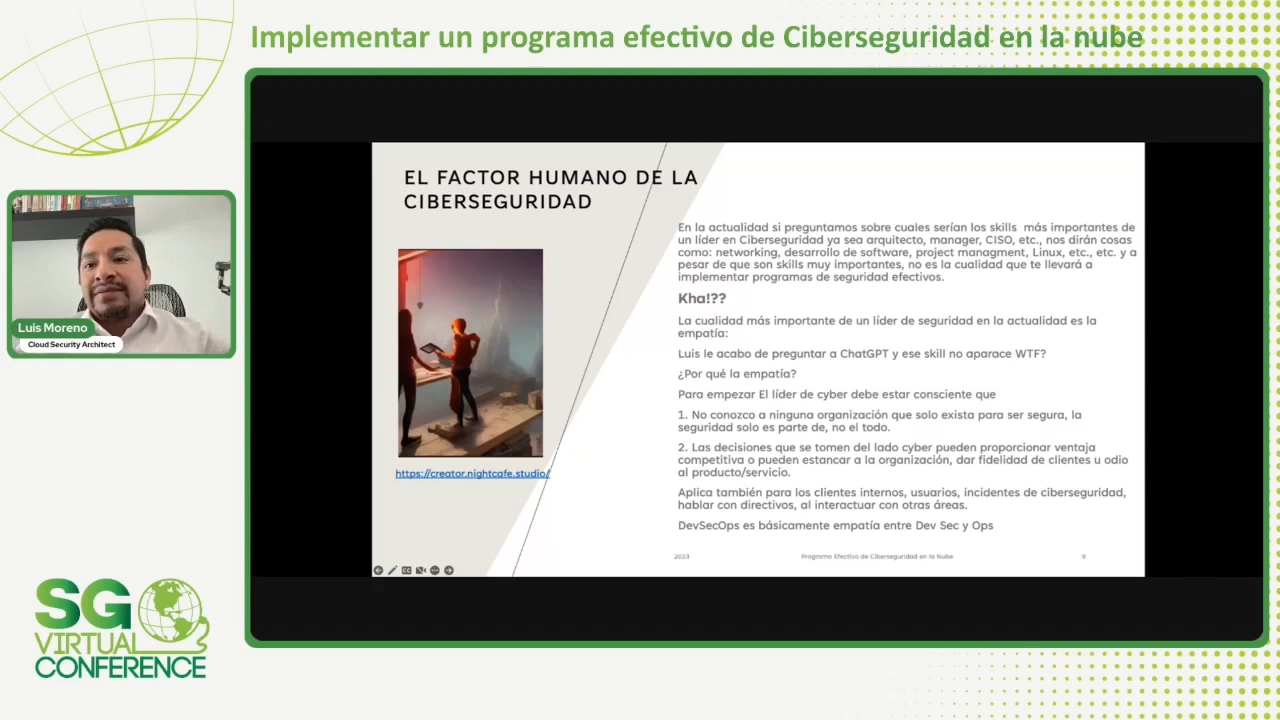 Implementar un programa efectivo de Ciberseguridad en la nube
EL FACTOR HUMANO DE LA
CIBERSEGURIDAD
https://creator.nightcafe.studio/
En la actualidad si preguntamos sobre cuales serían los skills más importantes de
un líder en Ciberseguridad ya sea arquitecto, manager, CISO, etc., nos dirán cosas
como: networking, desarrollo de software, project managment, Linux, etc., etc. y a
pesar de que son skills muy importantes, no es la cualidad que te llevará a
implementar programas de seguridad efectivos.
Kha!??
La cualidad más importante de un líder de seguridad en la actualidad es la
empatía:
Luis le acabo de preguntar a ChatGPT y ese skill no aparace WTF?
¿Por qué la empatía?
Para empezar El líder de cyber debe estar consciente que
1. No conozco a ninguna organización que solo exista para ser segura, la
seguridad solo es parte de, no el todo.
2. Las decisiones que se tomen del lado cyber pueden proporcionar ventaja
competitiva o pueden estancar a la organización, dar fidelidad de clientes u odio
al producto/servicio.
Aplica también para los clientes internos, usuarios, incidentes de ciberseguridad,
hablar con directivos, al interactuar con otras áreas.
DevSecOps es básicamente empatía entre Dev Sec y Ops
2023
Programa Efectivo de Ciberseguridad en la Nube
9
Luis Moreno
Cloud Security Architect
SG
VIRTUAL
CONFERENCE